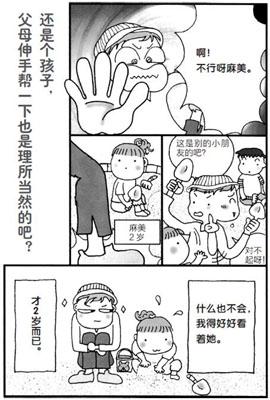 还是个孩子，
父母伸手帮一下也是理所当然的吧？
啊！
不行呀麻美。
这是别的小朋
友的吧？
对不
起呀！
麻美
2岁
什么也不会，
我得好好看
着她。
才2岁而已。